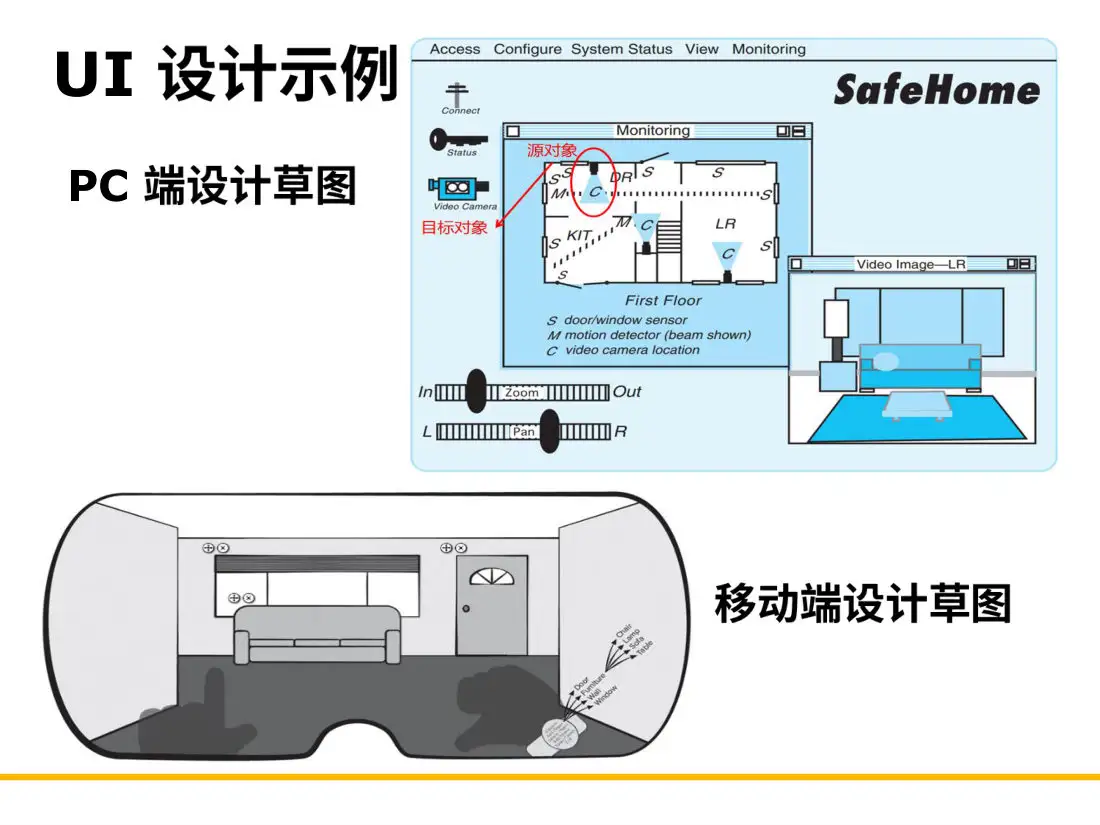 UI 设计示例
PC 端设计草图
Access Configure System Status View Monitoring
SafeHome
Connect
Status
Video Camera
Monitoring
源对象
目标对象
S S DR S S
M C S
KIT M C LR
S C S
S
First Floor
S door/window sensor
M motion detector (beam shown)
C video camera location
Video Image—LR
In Zoom Out
L Pan R
移动端设计草图
Chair
Lamp
Sofa
Table
Door
Furniture
Wall
Window